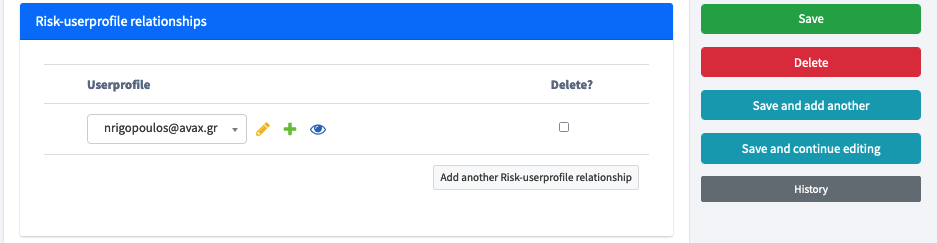 Risk-userprofile relationships
Userprofile
Delete?
nrigopoulos@avax.gr
Add another Risk-userprofile relationship
Save
Delete
Save and add another
Save and continue editing
History